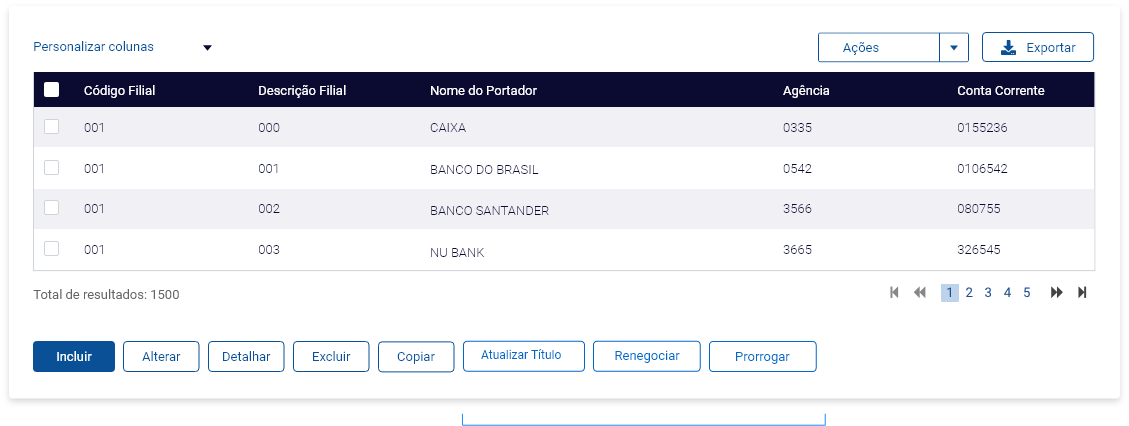 Personalizar colunas Ações Exportar
Código Filial Descrição Filial Nome do Portador Agência Conta Corrente
001 000 CAIXA 0335 0155236
001 001 BANCO DO BRASIL 0542 0106542
001 002 BANCO SANTANDER 3566 080755
001 003 NU BANK 3665 326545
Total de resultados: 1500 1 2 3 4 5
Incluir Alterar Detalhar Excluir Copiar Atualizar Título Renegociar Prorrogar